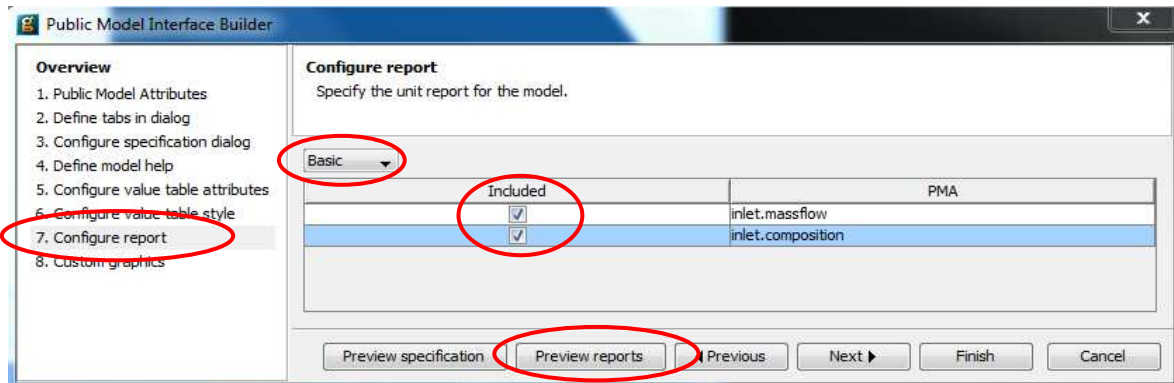 Public Model Interface Builder
x
Overview
1. Public Model Attributes
2. Define tabs in dialog
3. Configure specification dialog
4. Define model help
5. Configure value table attributes
6. Configure value table style
7. Configure report
8. Custom graphics
Configure report
Specify the unit report for the model.
Basic
Included PMA
inlet.massflow
inlet.composition
Preview specification Preview reports Previous Next Finish Cancel